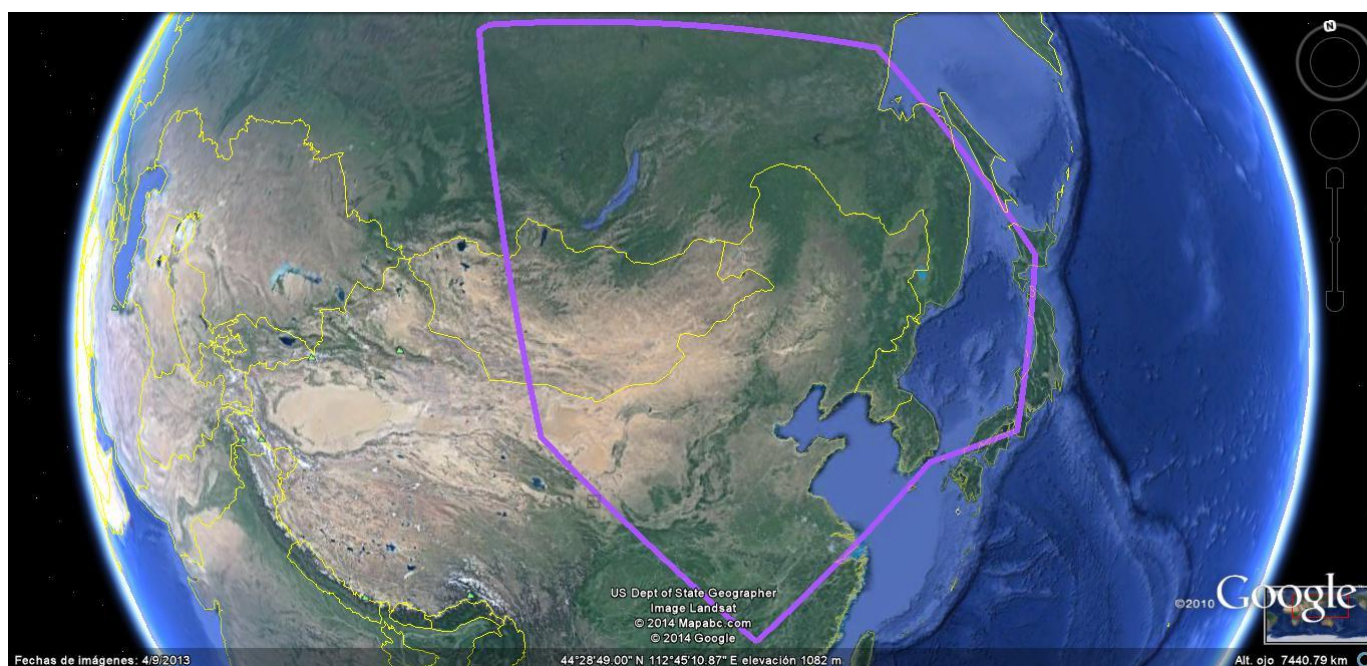 N
US Dept of State Geographer
Image Landsat
© 2014 Mapabc.com
© 2014 Google
©2010 Google
Fechas de imágenes: 4/9/2013 44°28'49.00" N 112°45'10.87" E elevación 1082 m Alt. ojo 7440.79 km